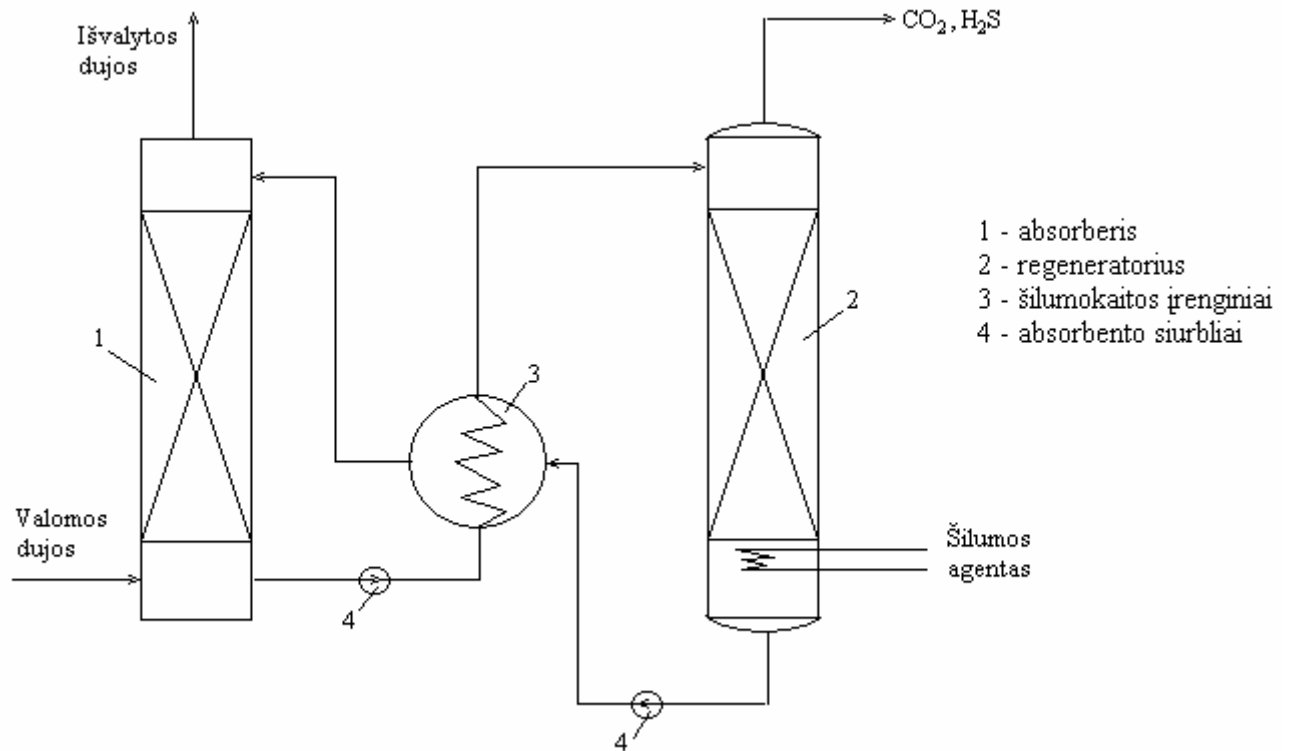 Išvalytos
dujos
CO₂, H₂S
1 - absorberis
2 - regeneratorius
3 - šilumokaitos įrenginiai
4 - absorbento siurbliai
1
2
3
Valomos
dujos
Šilumos
agentas
4
4